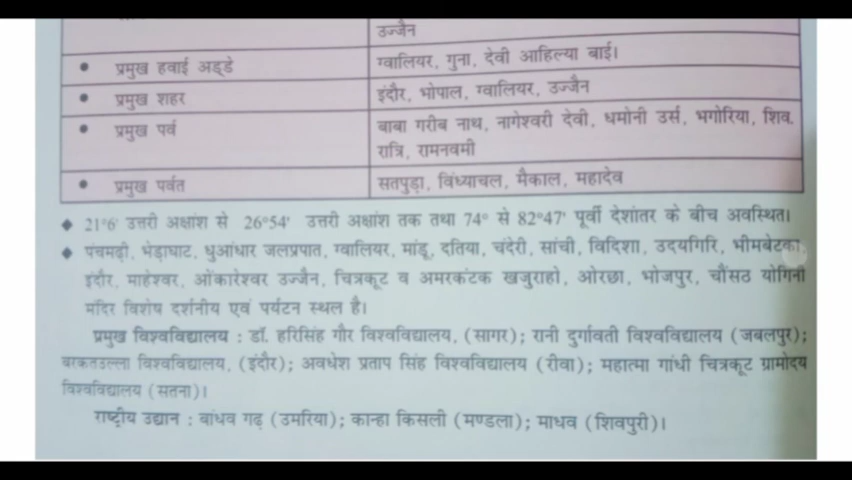 उज्जैन
• प्रमुख हवाई अड्डे ग्वालियर, गुना, देवी आहिल्या बाई।
• प्रमुख शहर इंदौर, भोपाल, ग्वालियर, उज्जैन
• प्रमुख पर्व बाबा गरीब नाथ, नागेश्वरी देवी, धमोनी उर्स, भगोरिया, शिव.
रात्रि, रामनवमी
• प्रमुख पर्वत सतपुड़ा, विंध्याचल, मैकाल, महादेव
◆ 21°6' उत्तरी अक्षांश से 26°54' उत्तरी अक्षांश तक तथा 74° से 82°47' पूर्वी देशांतर के बीच अवस्थित।
◆ पंचमढ़ी, भेड़ाघाट, धुआंधार जलप्रपात, ग्वालियर, मांडू, दतिया, चंदेरी, सांची, विदिशा, उदयगिरि, भीमबेटका
इंदौर, माहेश्वर, ओंकारेश्वर उज्जैन, चित्रकूट व अमरकंटक खजुराहो, ओरछा, भोजपुर, चौंसठ योगिनी
मंदिर विशेष दर्शनीय एवं पर्यटन स्थल है।
प्रमुख विश्वविद्यालय : डॉ. हरिसिंह गौर विश्वविद्यालय, (सागर); रानी दुर्गावती विश्वविद्यालय (जबलपुर);
बरकतउल्ला विश्वविद्यालय, (इंदौर); अवधेश प्रताप सिंह विश्वविद्यालय (रीवा); महात्मा गांधी चित्रकूट ग्रामोदय
विश्वविद्यालय (सतना)।
राष्ट्रीय उद्यान : बांधव गढ़ (उमरिया); कान्हा किसली (मण्डला); माधव (शिवपुरी)।